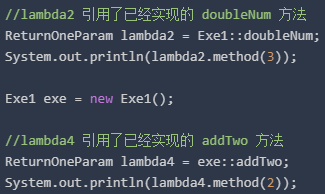 //lambda2 引用了已经实现的 doubleNum 方法
ReturnOneParam lambda2 = Exe1::doubleNum;
System.out.println(lambda2.method(3));
Exe1 exe = new Exe1();
//lambda4 引用了已经实现的 addTwo 方法
ReturnOneParam lambda4 = exe::addTwo;
System.out.println(lambda4.method(2));